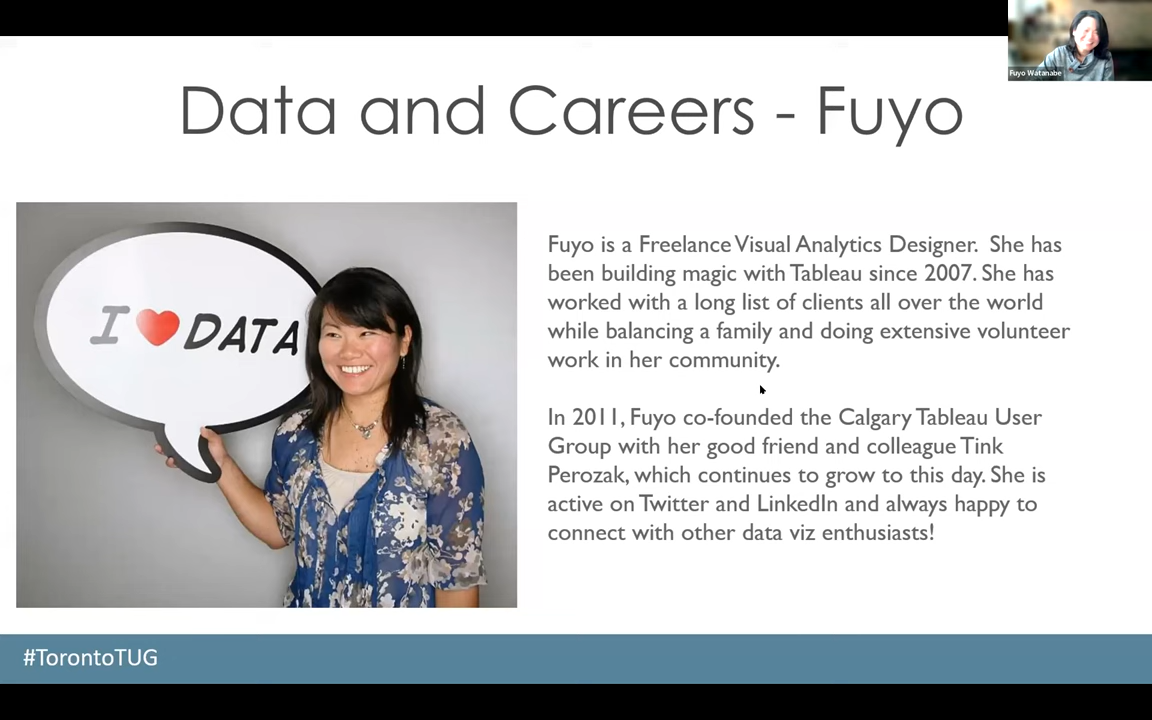 Fuyo Watanabe
Data and Careers - Fuyo
I ❤ DATA
Fuyo is a Freelance Visual Analytics Designer.  She has
been building magic with Tableau since 2007. She has
worked with a long list of clients all over the world
while balancing a family and doing extensive volunteer
work in her community.
In 2011, Fuyo co-founded the Calgary Tableau User
Group with her good friend and colleague Tink
Perozak, which continues to grow to this day. She is
active on Twitter and LinkedIn and always happy to
connect with other data viz enthusiasts!
#TorontoTUG